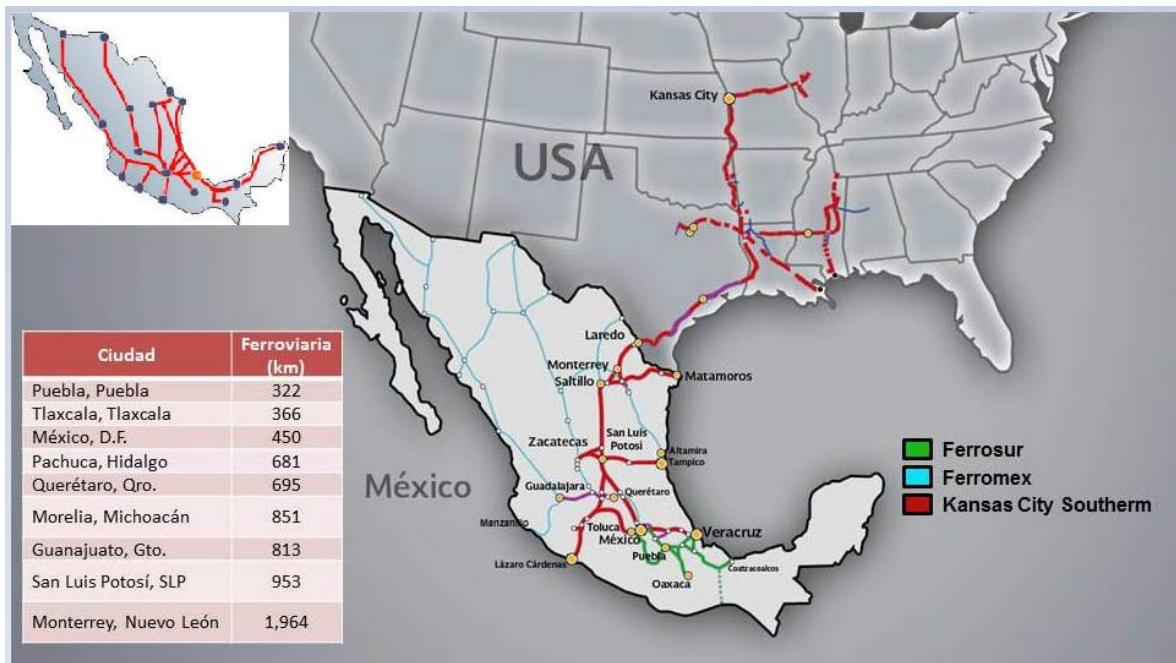 Kansas City
USA
Laredo
Monterrey
Saltillo
Matamoros
Zacatecas
San Luis
Potosi
Altamira
Tampico
México
Guadalajara
Querétaro
Manzanillo
Toluca
México
Veracruz
Puebla
Lázaro Cárdenas
Oaxaca
Coatzacoalcos
Ciudad Ferroviaria
(km)
Puebla, Puebla 322
Tlaxcala, Tlaxcala 366
México, D.F. 450
Pachuca, Hidalgo 681
Querétaro, Qro. 695
Morelia, Michoacán 851
Guanajuato, Gto. 813
San Luis Potosí, SLP 953
Monterrey, Nuevo León 1,964
Ferrosur
Ferromex
Kansas City Southerm